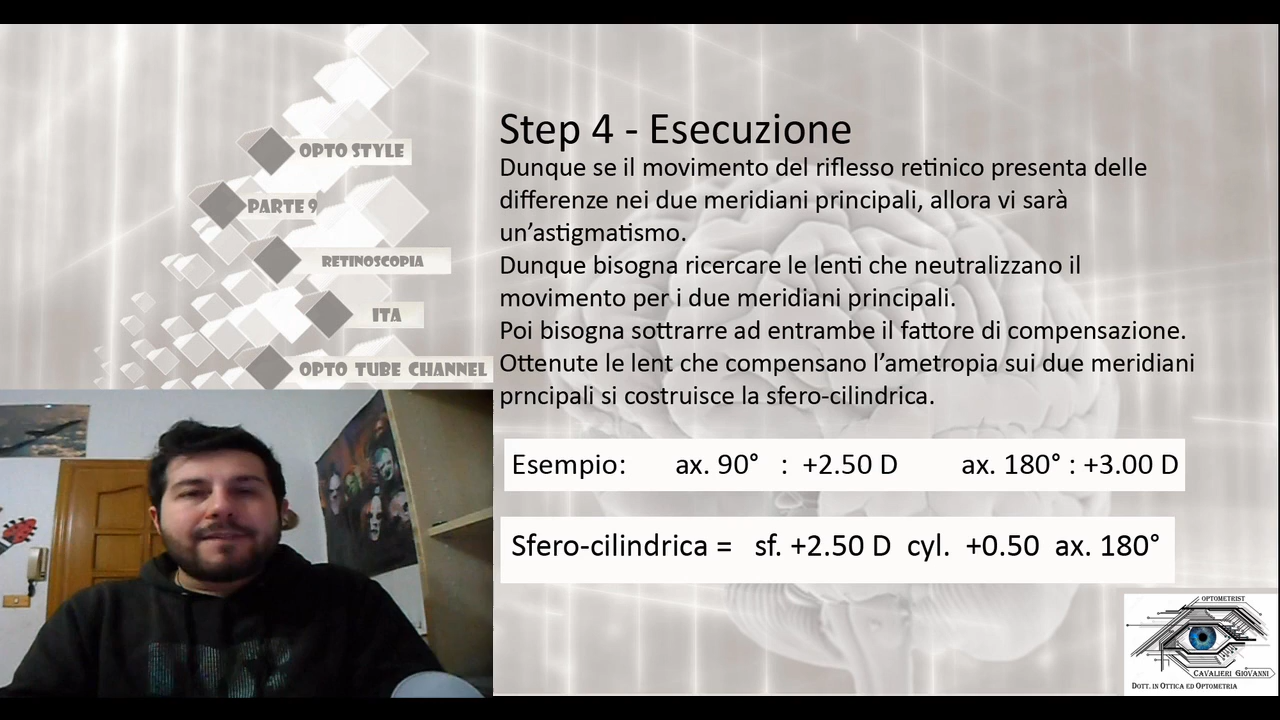 OPTO STYLE
PARTE 9
RETINOSCOPIA
ITA
OPTO TUBE CHANNEL
Step 4 - Esecuzione
Dunque se il movimento del riflesso retinico presenta delle
differenze nei due meridiani principali, allora vi sarà
un’astigmatismo.
Dunque bisogna ricercare le lenti che neutralizzano il
movimento per i due meridiani principali.
Poi bisogna sottrarre ad entrambe il fattore di compensazione.
Ottenute le lent che compensano l’ametropia sui due meridiani
prncipali si costruisce la sfero-cilindrica.
Esempio: ax. 90° : +2.50 D ax. 180° : +3.00 D
Sfero-cilindrica = sf. +2.50 D cyl. +0.50 ax. 180°
OPTOMETRIST
CAVALIERI GIOVANNI
DOTT. IN OTTICA ED OPTOMETRIA